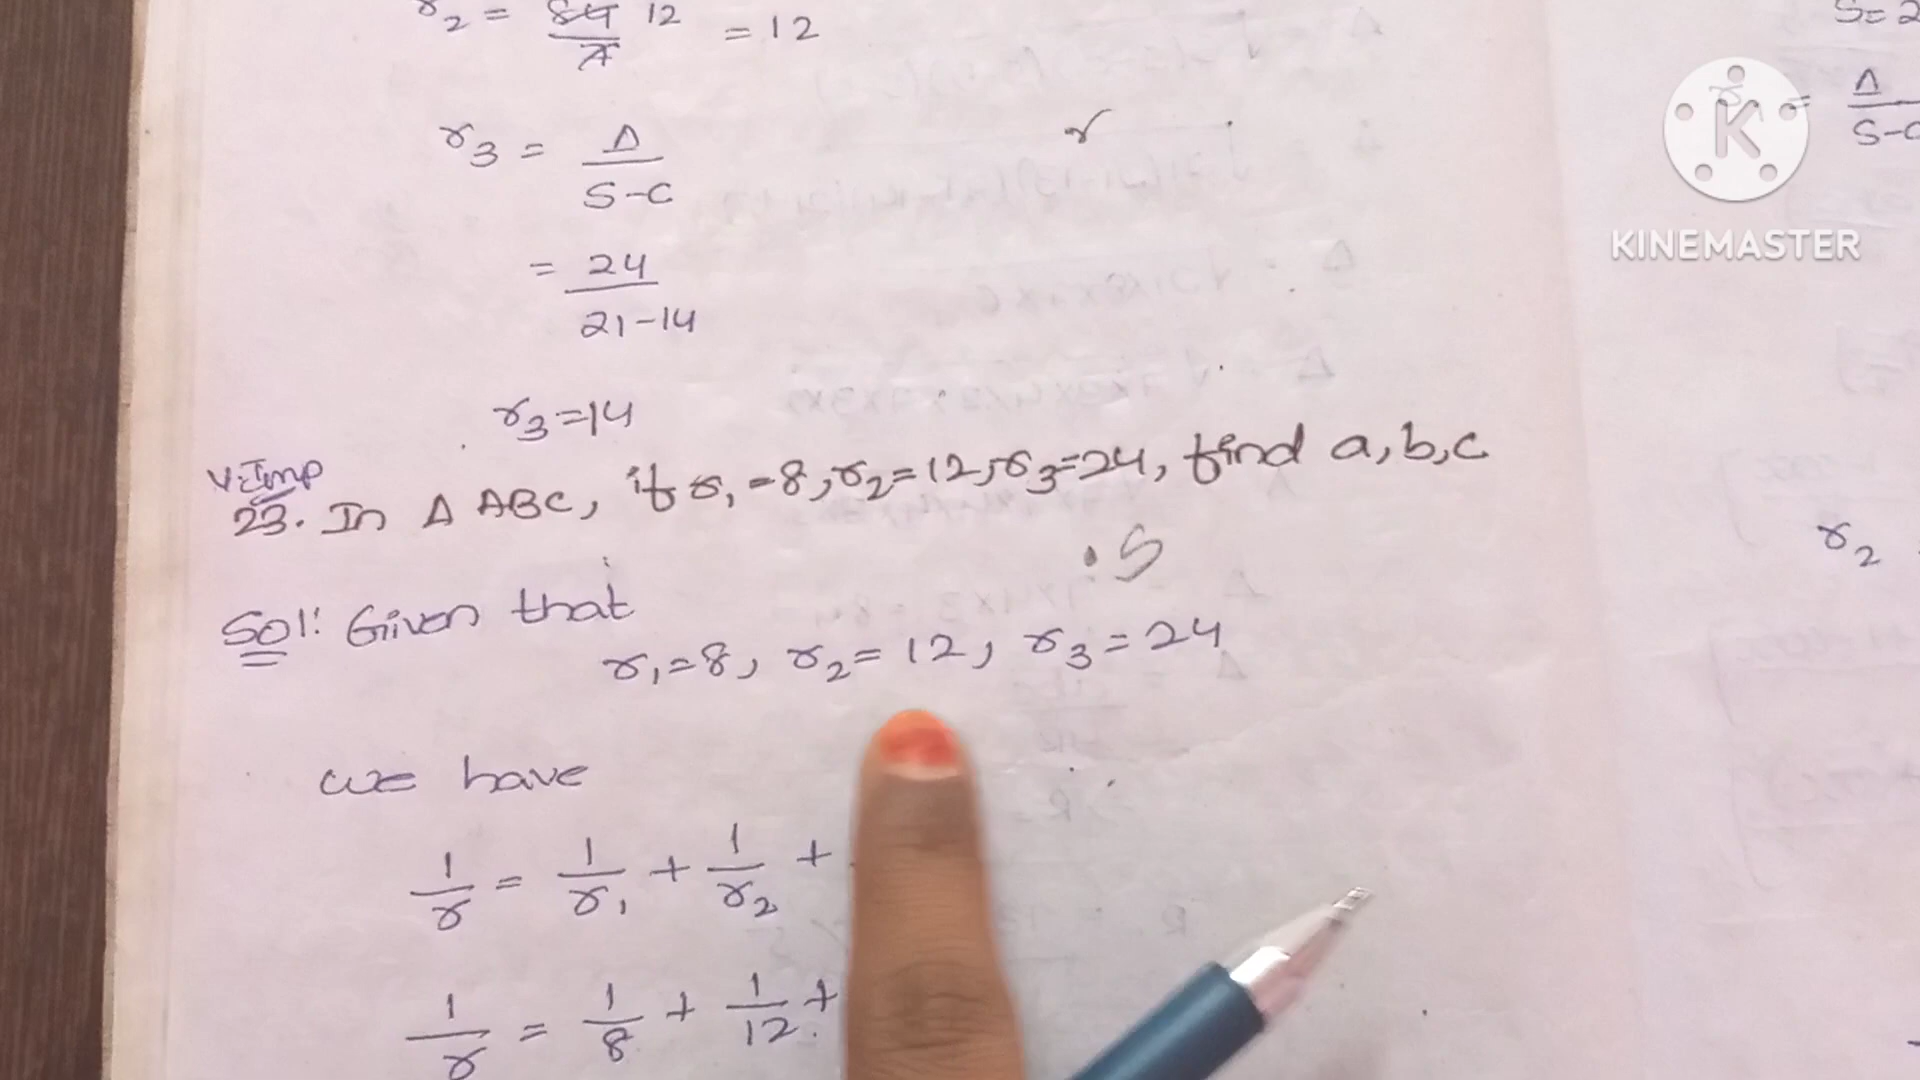 r2 = 84 12 / 7 = 12
r3 = Δ / S-C
= 24 / 21-14
r3 = 14
V.Imp
23. In Δ ABC, if r1 = 8, r2 = 12, r3 = 24, find a, b, c
.S
Sol: Given that
r1 = 8, r2 = 12, r3 = 24
we have
1/r = 1/r1 + 1/r2 +
1/r = 1/8 + 1/12 +
S = 2
= Δ / S-C
r2
KINEMASTER